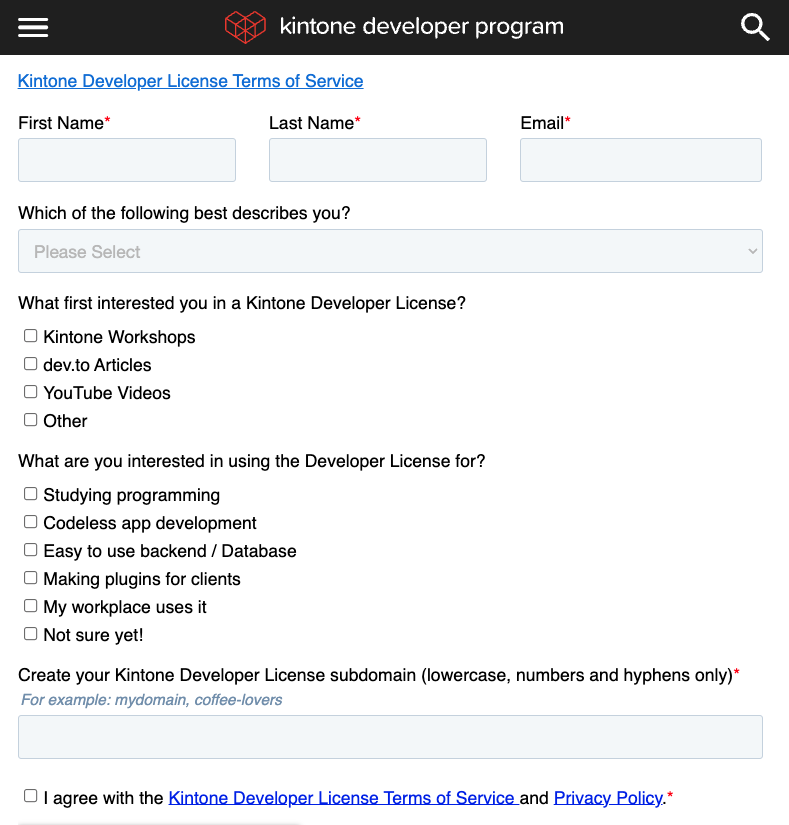 kintone developer program
Kintone Developer License Terms of Service
First Name* Last Name* Email*
Which of the following best describes you?
Please Select
What first interested you in a Kintone Developer License?
Kintone Workshops
dev.to Articles
YouTube Videos
Other
What are you interested in using the Developer License for?
Studying programming
Codeless app development
Easy to use backend / Database
Making plugins for clients
My workplace uses it
Not sure yet!
Create your Kintone Developer License subdomain (lowercase, numbers and hyphens only)*
For example: mydomain, coffee-lovers
I agree with the Kintone Developer License Terms of Service and Privacy Policy.*